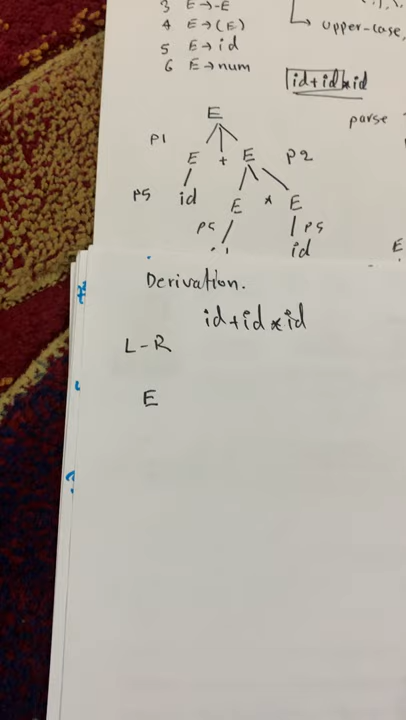 3 E→-E
4 E→(E)
5 E→id
6 E→num
↳ upper-case,
id+id*id
parse
E
P1
E + E P2
P5 id E * E
P5 P5
id
E
Derivation.
id+id*id
L-R
E